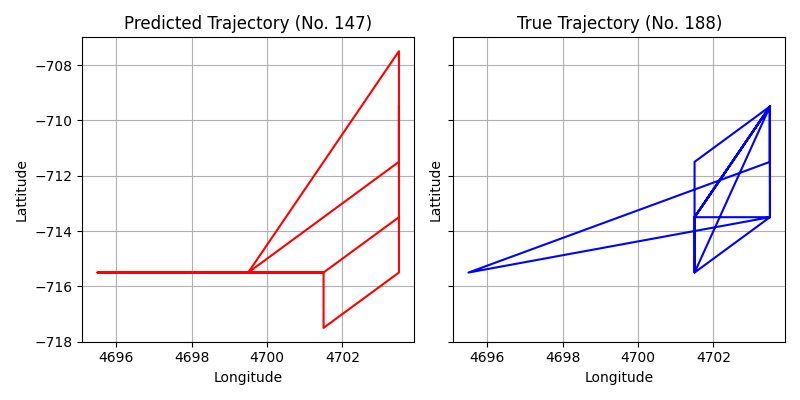 Predicted Trajectory (No. 147)
True Trajectory (No. 188)
−708
−710
−712
−714
−716
−718
Lattitude
Lattitude
4696
4698
4700
4702
4696
4698
4700
4702
Longitude
Longitude